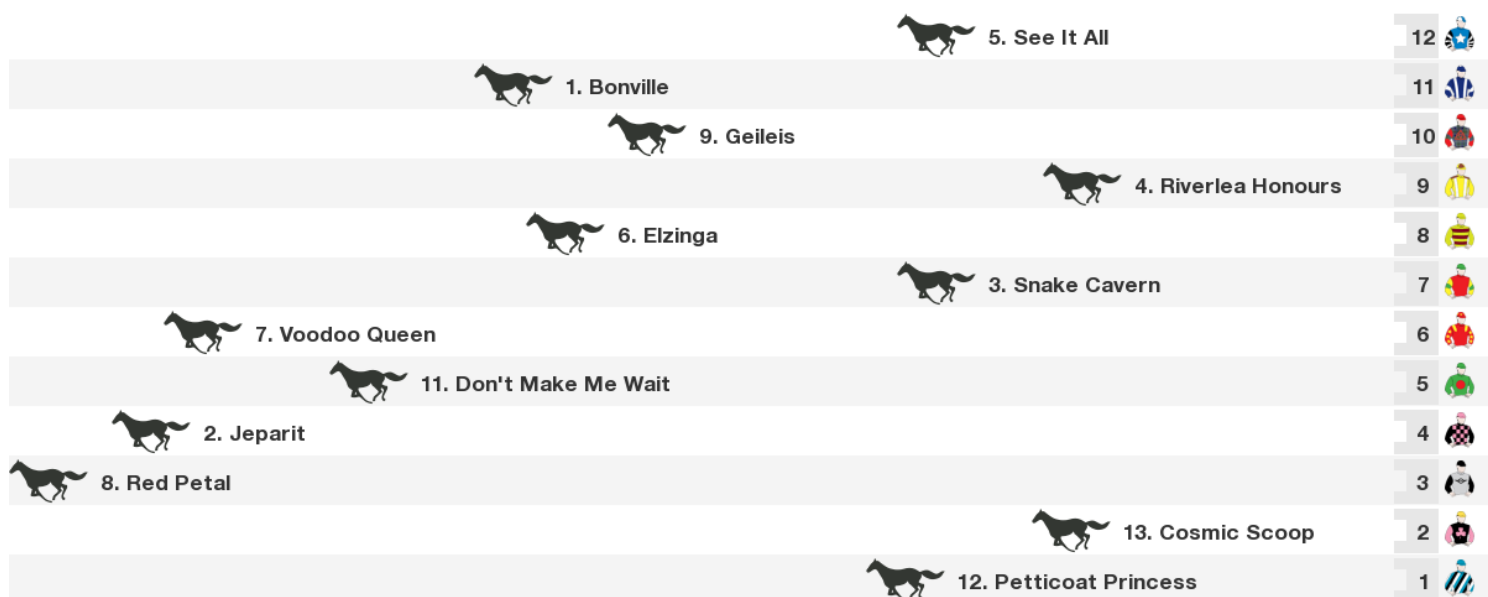 5. See It All 12
1. Bonville 11
9. Geileis 10
4. Riverlea Honours 9
6. Elzinga 8
3. Snake Cavern 7
7. Voodoo Queen 6
11. Don't Make Me Wait 5
2. Jeparit 4
8. Red Petal 3
13. Cosmic Scoop 2
12. Petticoat Princess 1